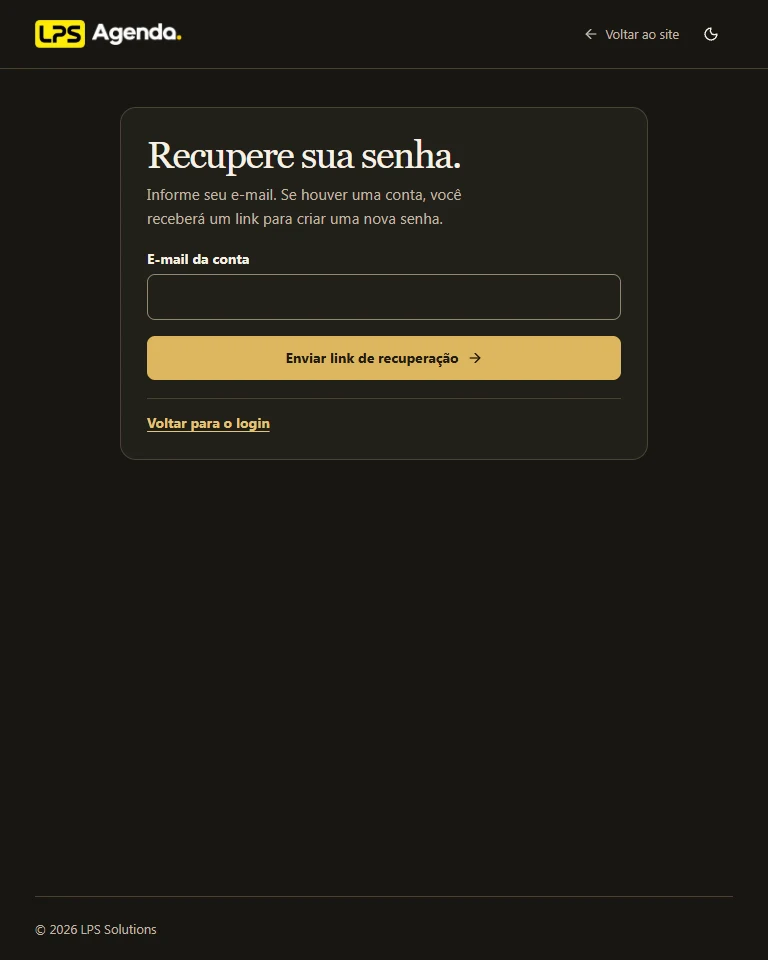 LPS Agenda.
Voltar ao site
Recupere sua senha.
Informe seu e-mail. Se houver uma conta, você
receberá um link para criar uma nova senha.
E-mail da conta
Enviar link de recuperação
Voltar para o login
© 2026 LPS Solutions